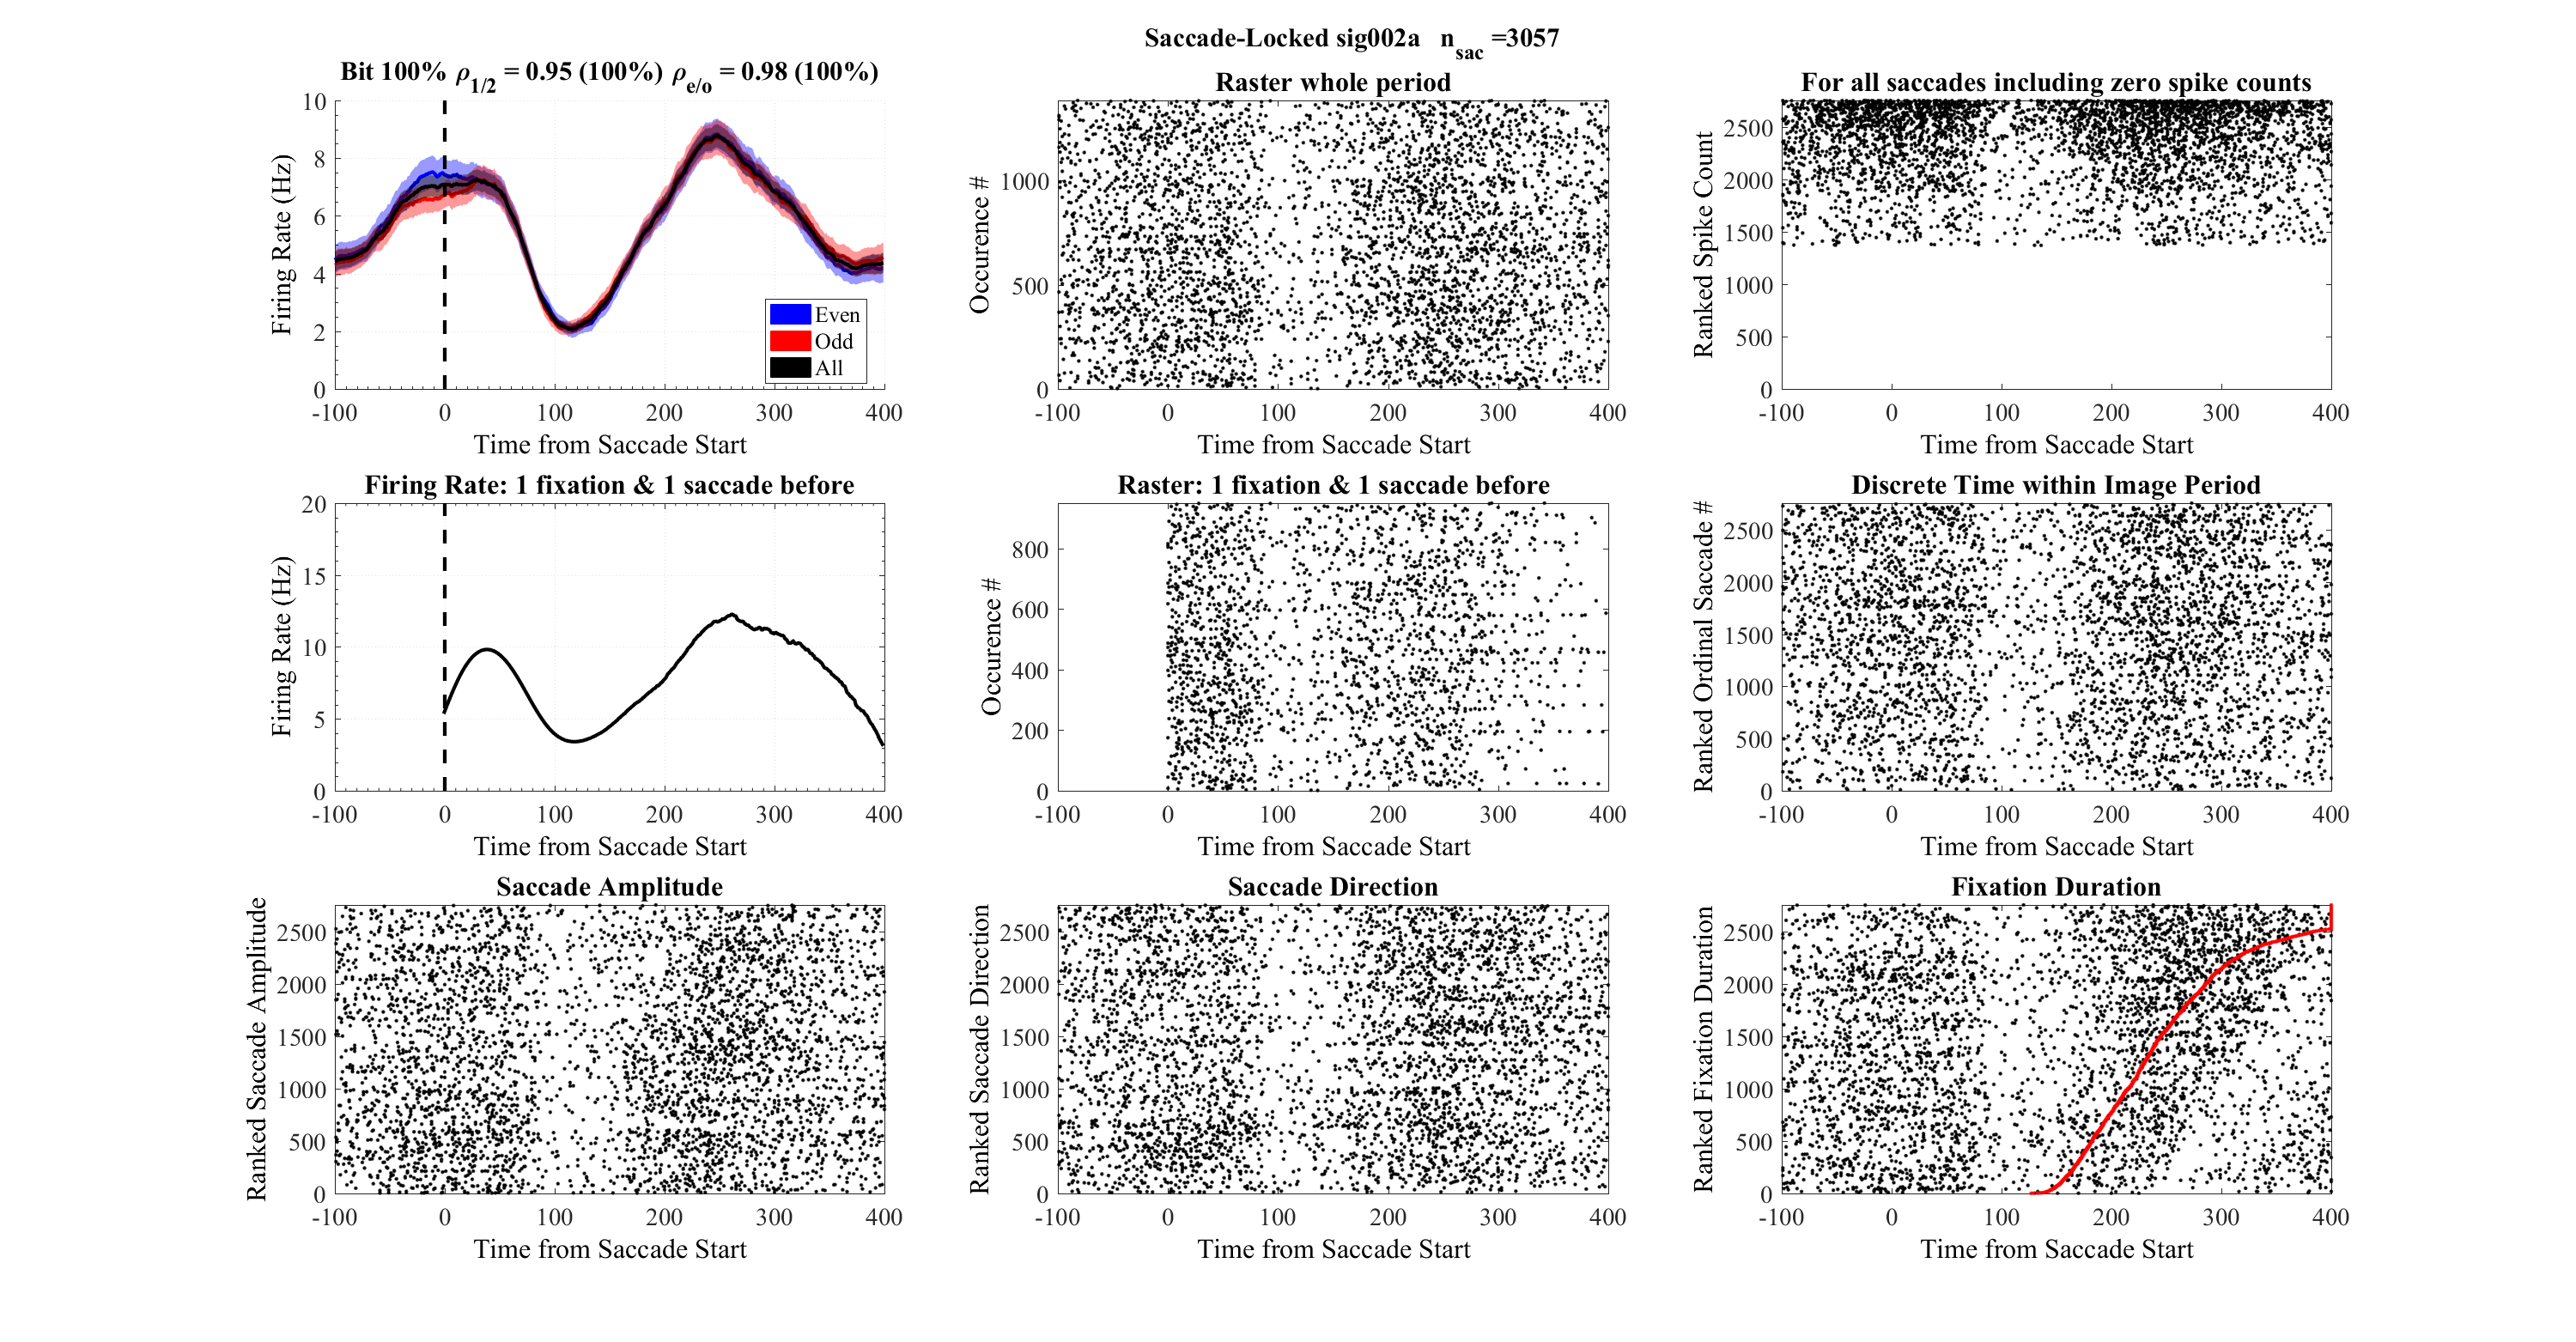 Saccade-Locked sig002a n_sac =3057
Bit 100% ρ_1/2 = 0.95 (100%) ρ_e/o = 0.98 (100%)
Firing Rate (Hz)
10
8
6
4
2
0
Even
Odd
All
-100 0 100 200 300 400
Time from Saccade Start
Raster whole period
Occurence #
1000
500
0
-100 0 100 200 300 400
Time from Saccade Start
For all saccades including zero spike counts
Ranked Spike Count
2500
2000
1500
1000
500
0
-100 0 100 200 300 400
Time from Saccade Start
Firing Rate: 1 fixation & 1 saccade before
Firing Rate (Hz)
20
15
10
5
0
-100 0 100 200 300 400
Time from Saccade Start
Raster: 1 fixation & 1 saccade before
Occurence #
800
600
400
200
0
-100 0 100 200 300 400
Time from Saccade Start
Discrete Time within Image Period
Ranked Ordinal Saccade #
2500
2000
1500
1000
500
0
-100 0 100 200 300 400
Time from Saccade Start
Saccade Amplitude
Ranked Saccade Amplitude
2500
2000
1500
1000
500
0
-100 0 100 200 300 400
Time from Saccade Start
Saccade Direction
Ranked Saccade Direction
2500
2000
1500
1000
500
0
-100 0 100 200 300 400
Time from Saccade Start
Fixation Duration
Ranked Fixation Duration
2500
2000
1500
1000
500
0
-100 0 100 200 300 400
Time from Saccade Start